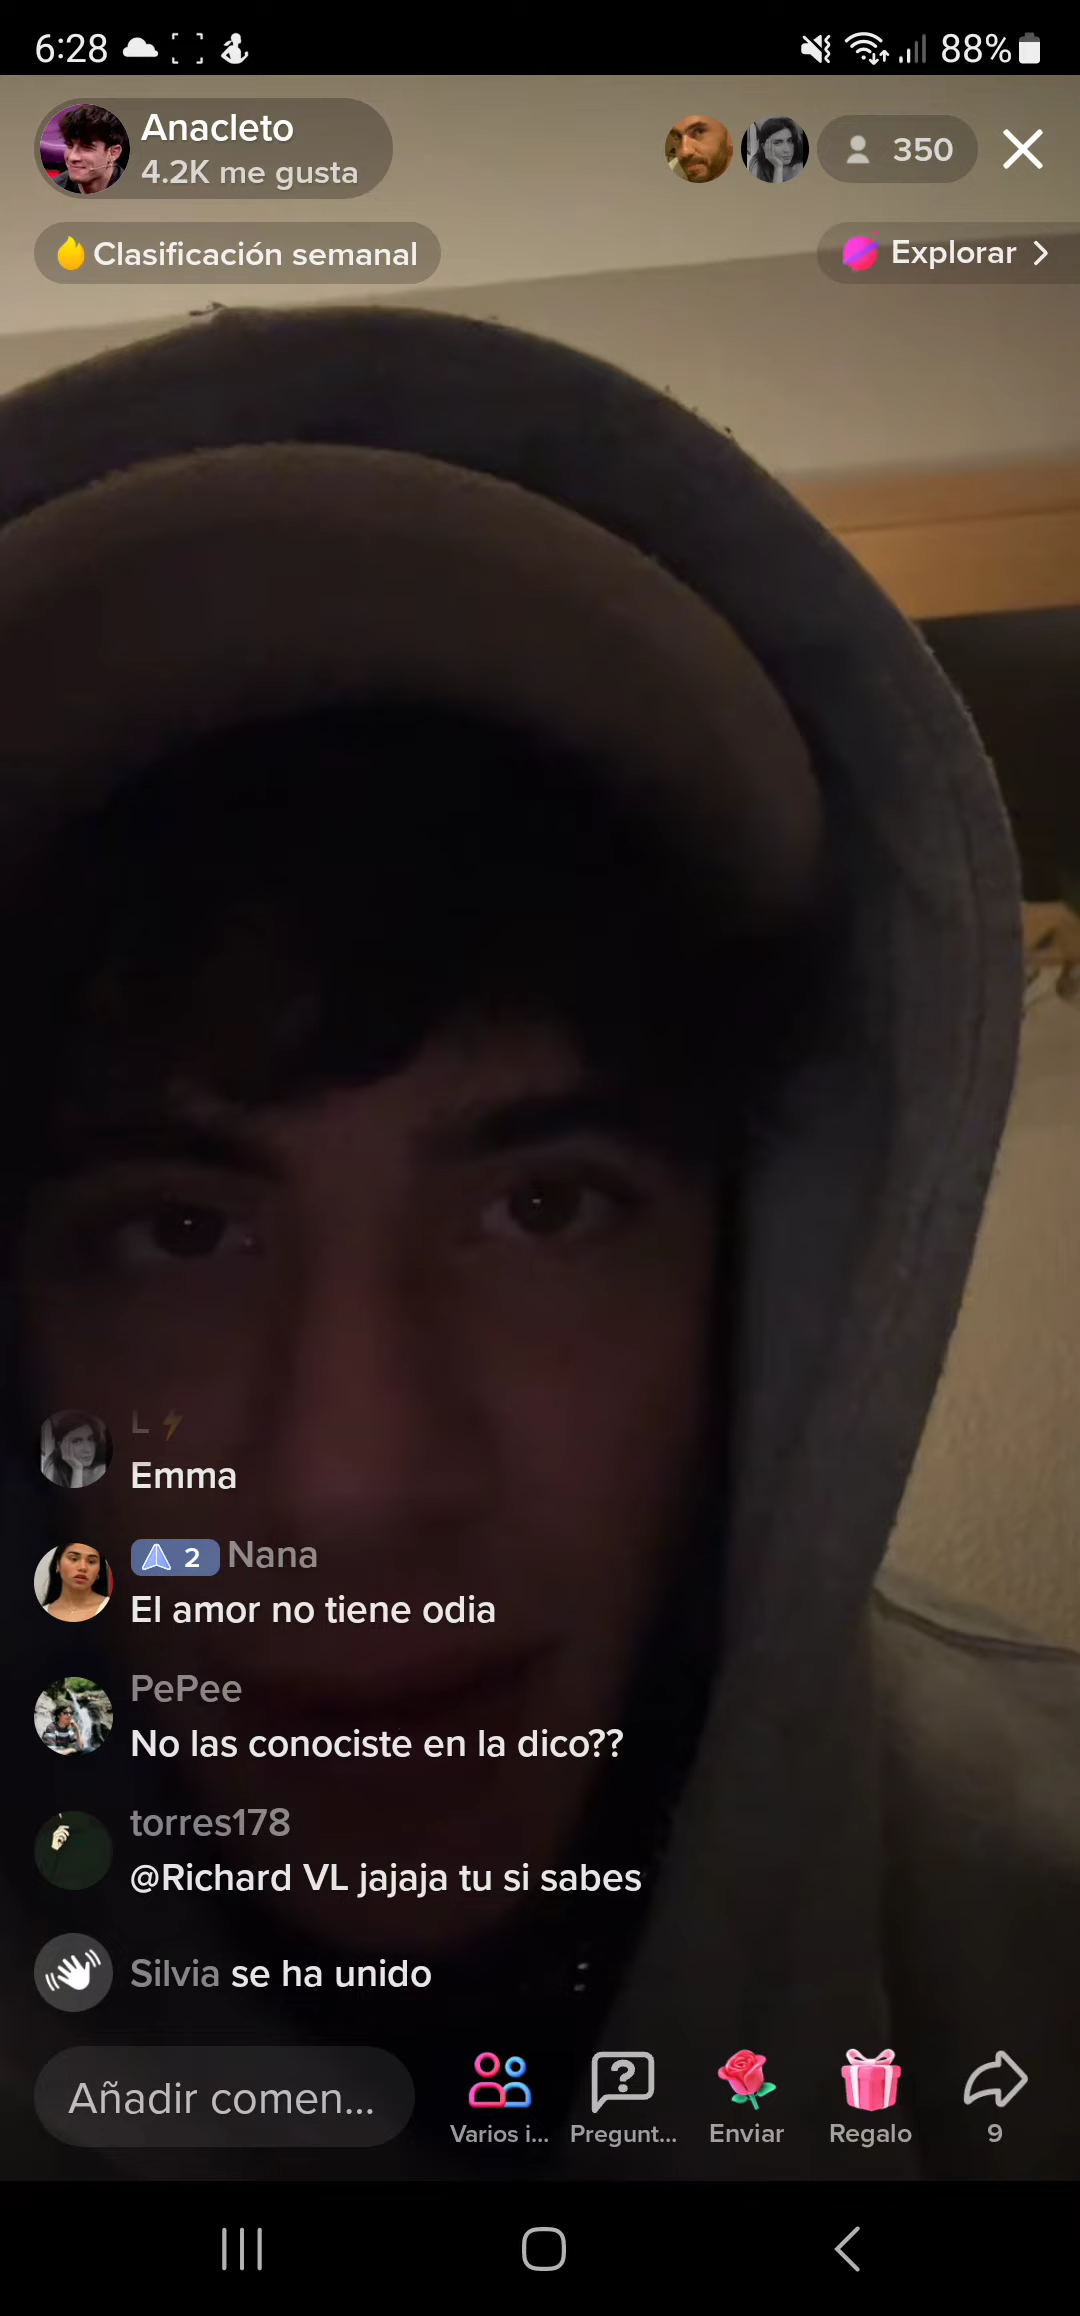 6:28
88%
Anacleto
4.2K me gusta
350
Clasificación semanal
Explorar
L
Emma
2 Nana
El amor no tiene odia
PePee
No las conociste en la dico??
torres178
@Richard VL jajaja tu si sabes
Silvia se ha unido
Añadir comen...
Varios i...
Pregunt...
Enviar
Regalo
9